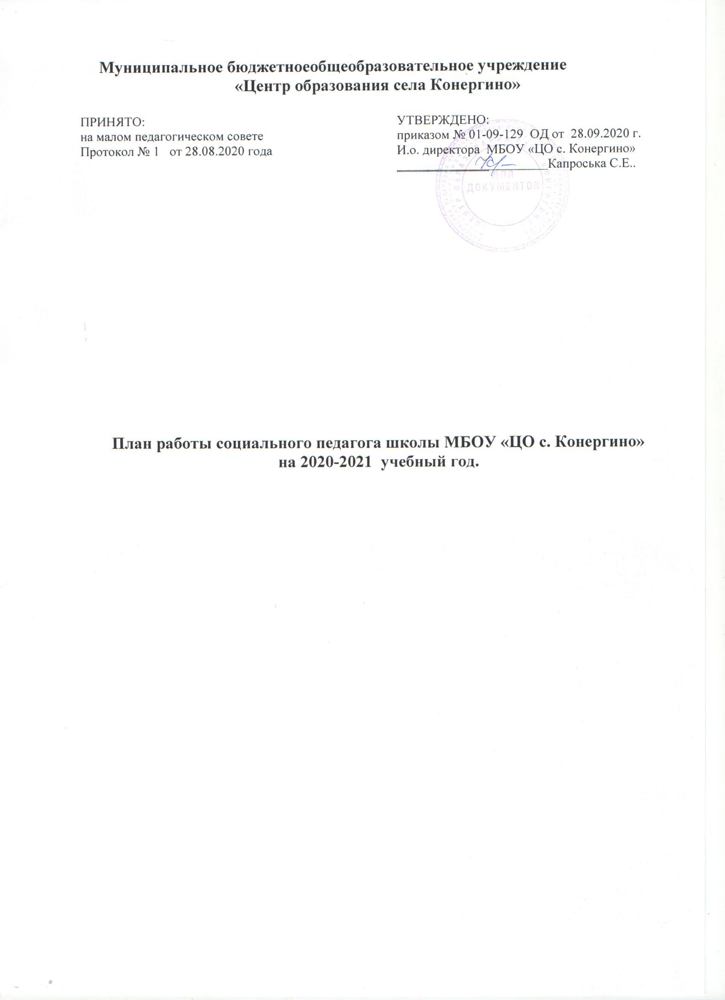 Муниципальное бюджетноеобщеобразовательное учреждение
«Центр образования села Конергино»
ПРИНЯТО:
на малом педагогическом совете
Протокол № 1 от 28.08.2020 года
УТВЕРЖДЕНО:
приказом № 01-09-129 ОД от 28.09.2020 г.
И.о. директора МБОУ «ЦО с. Конергино»
Капроська С.Е..
ДЛЯ
ДОКУМЕНТОВ
План работы социального педагога школы МБОУ «ЦО с. Конергино»
на 2020-2021 учебный год.